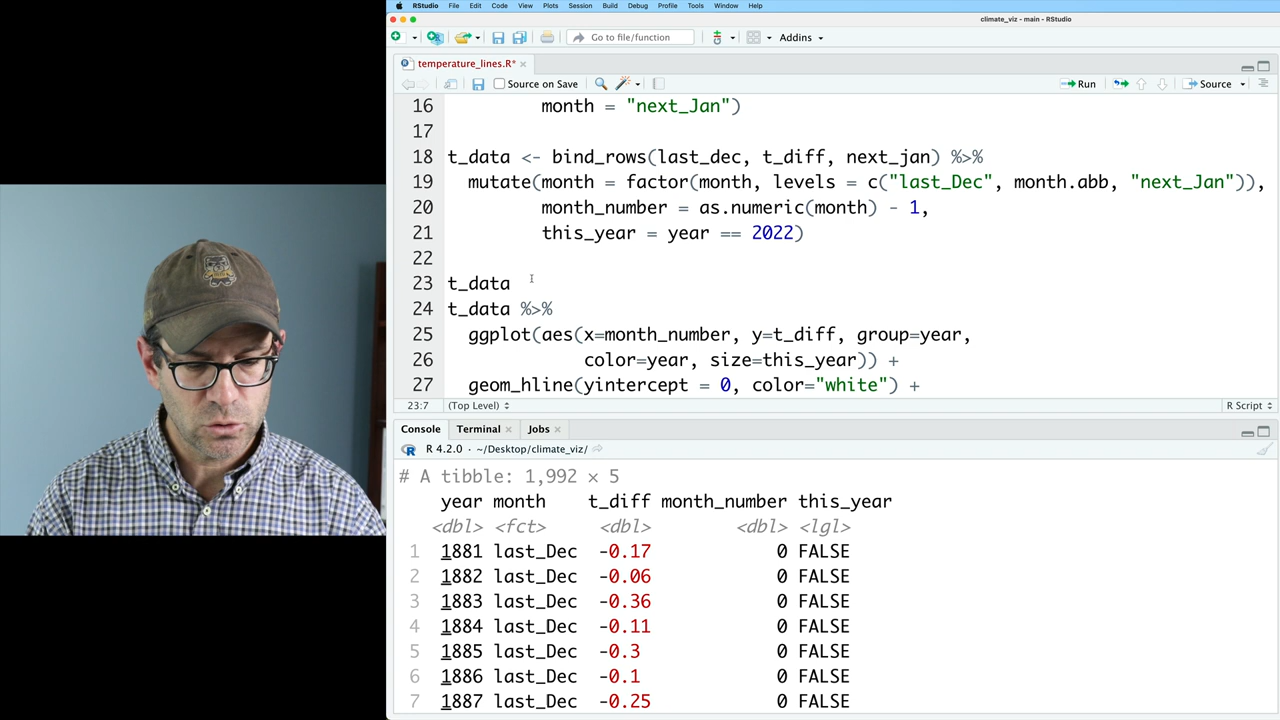 RStudio File Edit Code View Plots Session Build Debug Profile Tools Window Help
climate_viz - main - RStudio
Go to file/function Addins
temperature_lines.R*
Source on Save Run Source
16 month = "next_Jan")
17
18 t_data <- bind_rows(last_dec, t_diff, next_jan) %>%
19 mutate(month = factor(month, levels = c("last_Dec", month.abb, "next_Jan")),
20 month_number = as.numeric(month) - 1,
21 this_year = year == 2022)
22
23 t_data
24 t_data %>%
25 ggplot(aes(x=month_number, y=t_diff, group=year,
26 color=year, size=this_year)) +
27 geom_hline(yintercept = 0, color="white") +
23:7 (Top Level) R Script
Console Terminal Jobs
R 4.2.0 · ~/Desktop/climate_viz/
# A tibble: 1,992 × 5
year month t_diff month_number this_year
<dbl> <fct> <dbl> <dbl> <lgl>
1 1881 last_Dec -0.17 0 FALSE
2 1882 last_Dec -0.06 0 FALSE
3 1883 last_Dec -0.36 0 FALSE
4 1884 last_Dec -0.11 0 FALSE
5 1885 last_Dec -0.3 0 FALSE
6 1886 last_Dec -0.1 0 FALSE
7 1887 last_Dec -0.25 0 FALSE